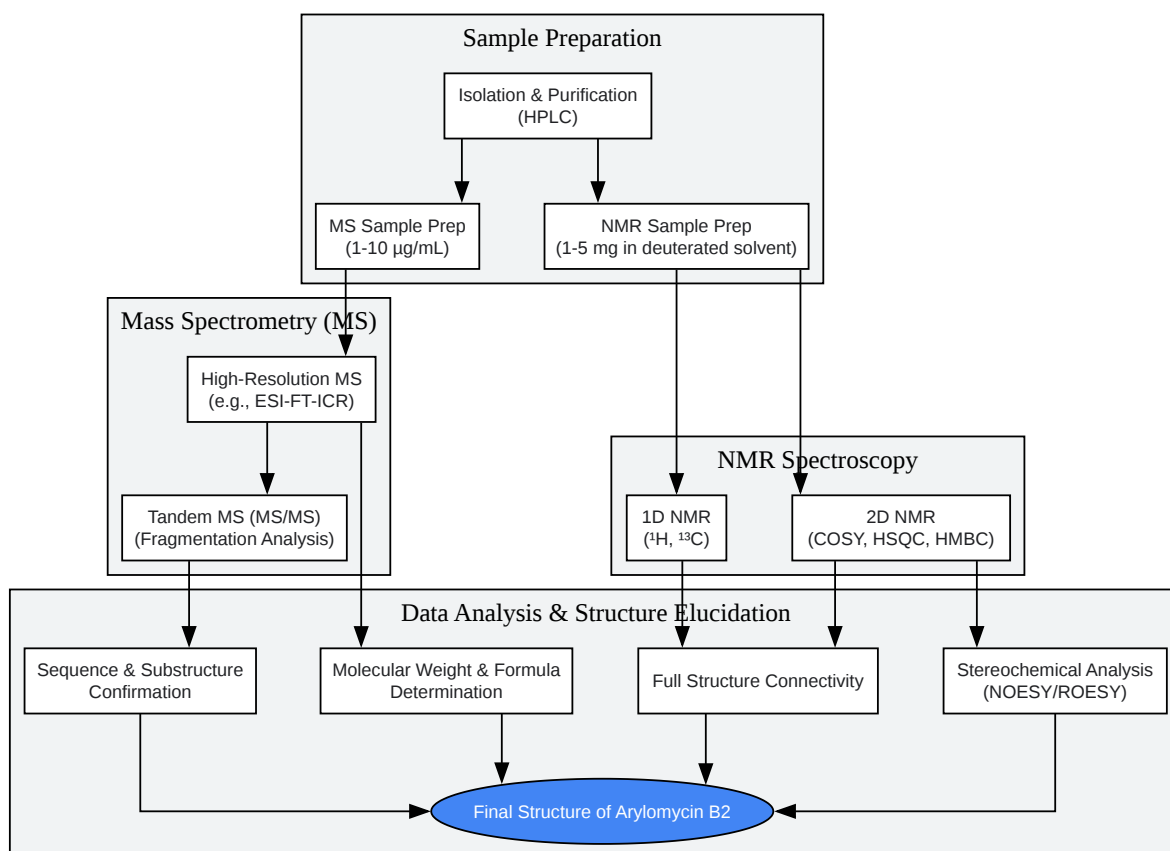 Sample Preparation
Isolation & Purification
(HPLC)
MS Sample Prep
(1-10 µg/mL)
NMR Sample Prep
(1-5 mg in deuterated solvent)
Mass Spectrometry (MS)
High-Resolution MS
(e.g., ESI-FT-ICR)
Tandem MS (MS/MS)
(Fragmentation Analysis)
NMR Spectroscopy
1D NMR
(¹H, ¹³C)
2D NMR
(COSY, HSQC, HMBC)
Data Analysis & Structure Elucidation
Sequence & Substructure
Confirmation
Molecular Weight & Formula
Determination
Full Structure Connectivity
Stereochemical Analysis
(NOESY/ROESY)
Final Structure of Arylomycin B2